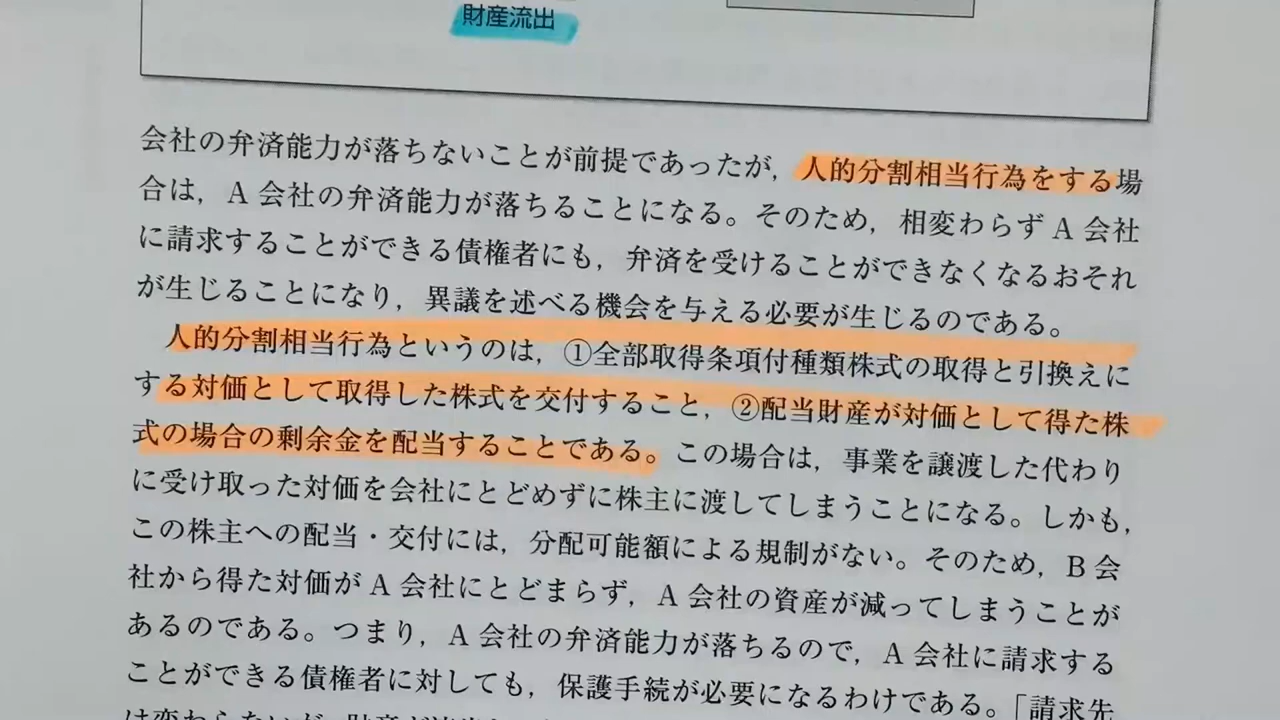 財産流出
会社の弁済能力が落ちないことが前提であったが，人的分割相当行為をする場
合は，A 会社の弁済能力が落ちることになる。そのため，相変わらず A 会社
に請求することができる債権者にも，弁済を受けることができなくなるおそれ
が生じることになり，異議を述べる機会を与える必要が生じるのである。
人的分割相当行為というのは，①全部取得条項付種類株式の取得と引換えに
する対価として取得した株式を交付すること，②配当財産が対価として得た株
式の場合の剰余金を配当することである。この場合は，事業を譲渡した代わり
に受け取った対価を会社にとどめずに株主に渡してしまうことになる。しかも，
この株主への配当・交付には，分配可能額による規制がない。そのため，B 会
社から得た対価が A 会社にとどまらず，A 会社の資産が減ってしまうことが
あるのである。つまり，A 会社の弁済能力が落ちるので，A 会社に請求する
ことができる債権者に対しても，保護手続が必要になるわけである。「請求先